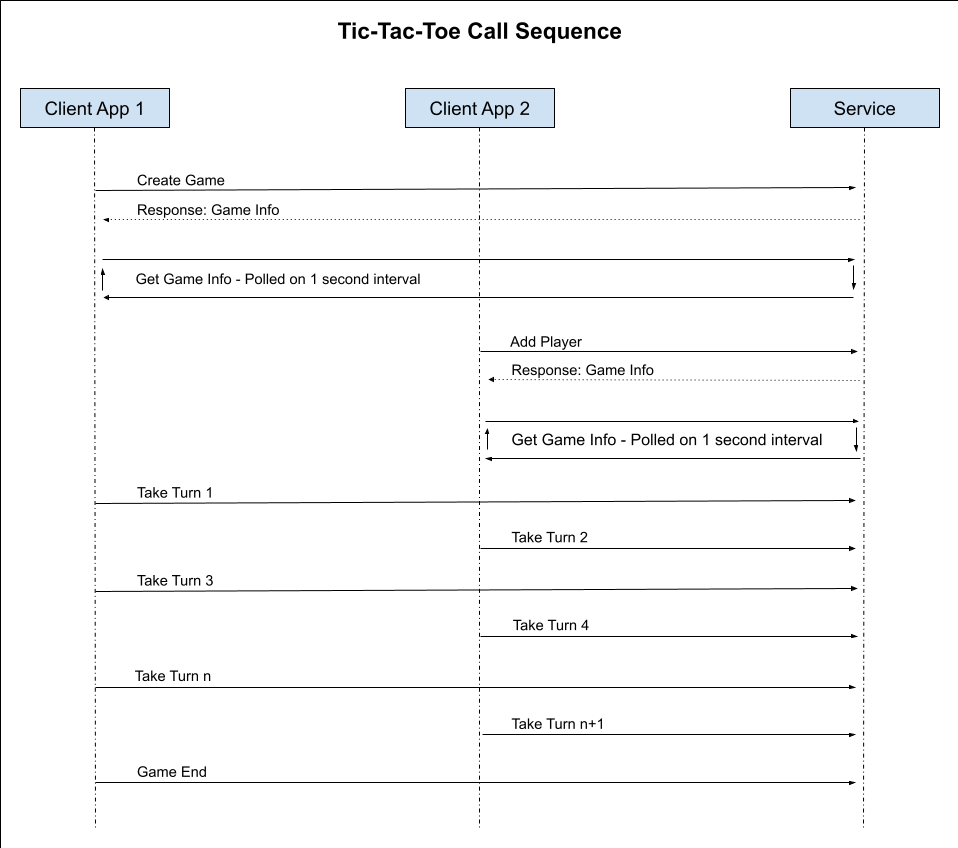 Tic-Tac-Toe Call Sequence
Client App 1
Client App 2
Service
Create Game
Response: Game Info
Get Game Info - Polled on 1 second interval
Add Player
Response: Game Info
Get Game Info - Polled on 1 second interval
Take Turn 1
Take Turn 2
Take Turn 3
Take Turn 4
Take Turn n
Take Turn n+1
Game End